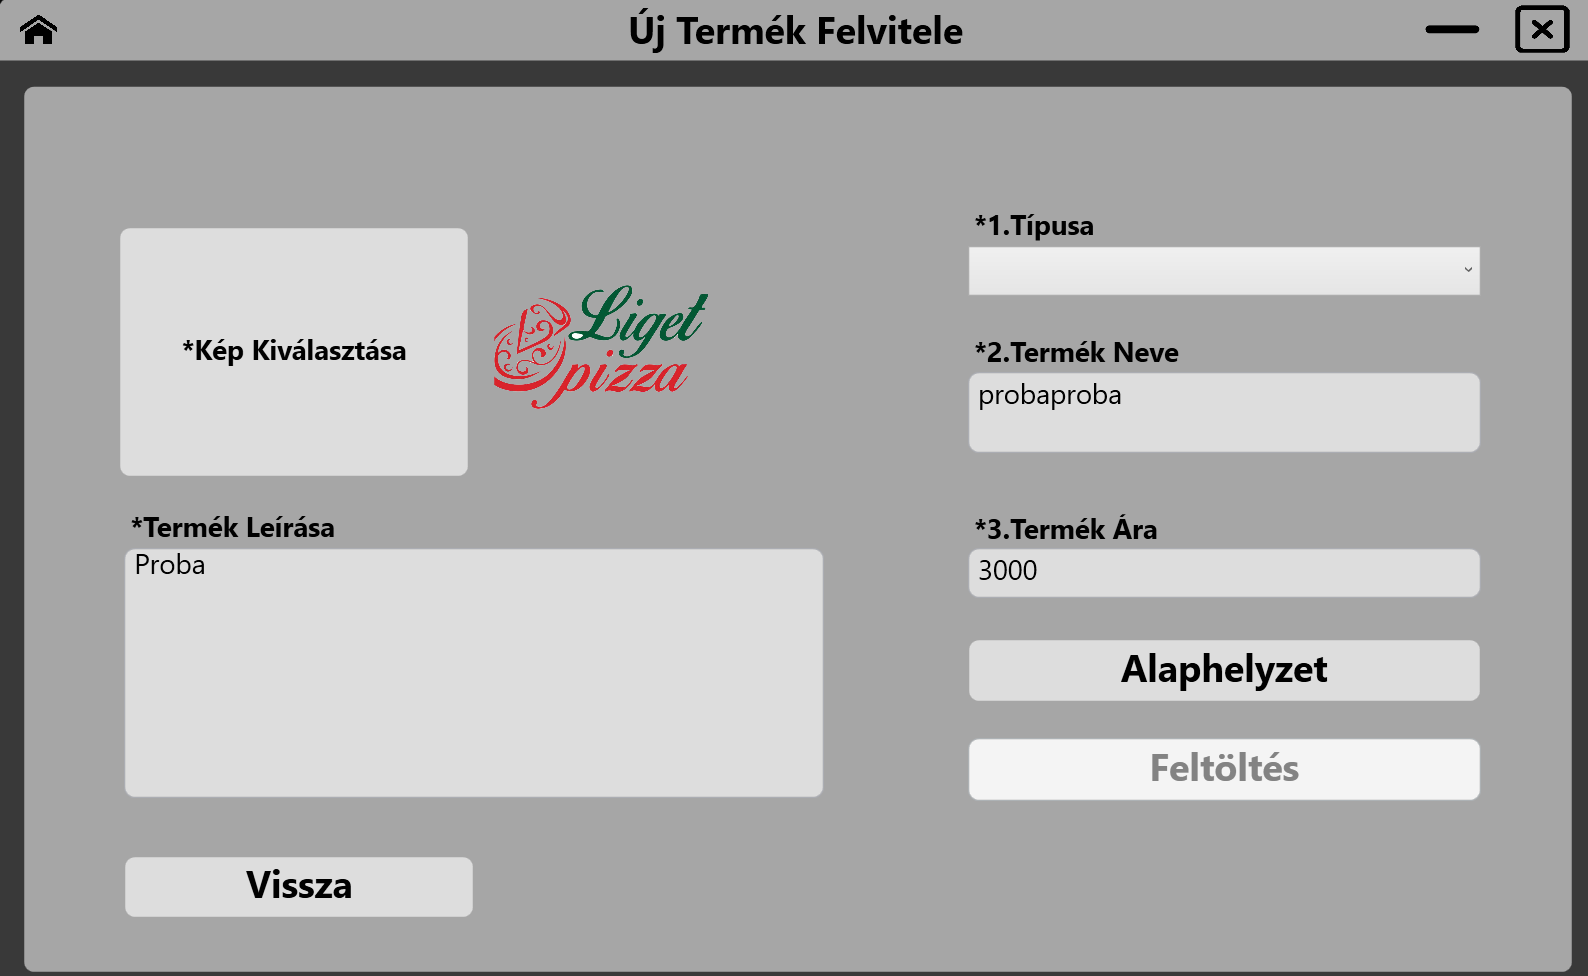 Új Termék Felvitele
*Kép Kiválasztása
Liget
pizza
*Termék Leírása
Proba
Vissza
*1.Típusa
*2.Termék Neve
probaproba
*3.Termék Ára
3000
Alaphelyzet
Feltöltés